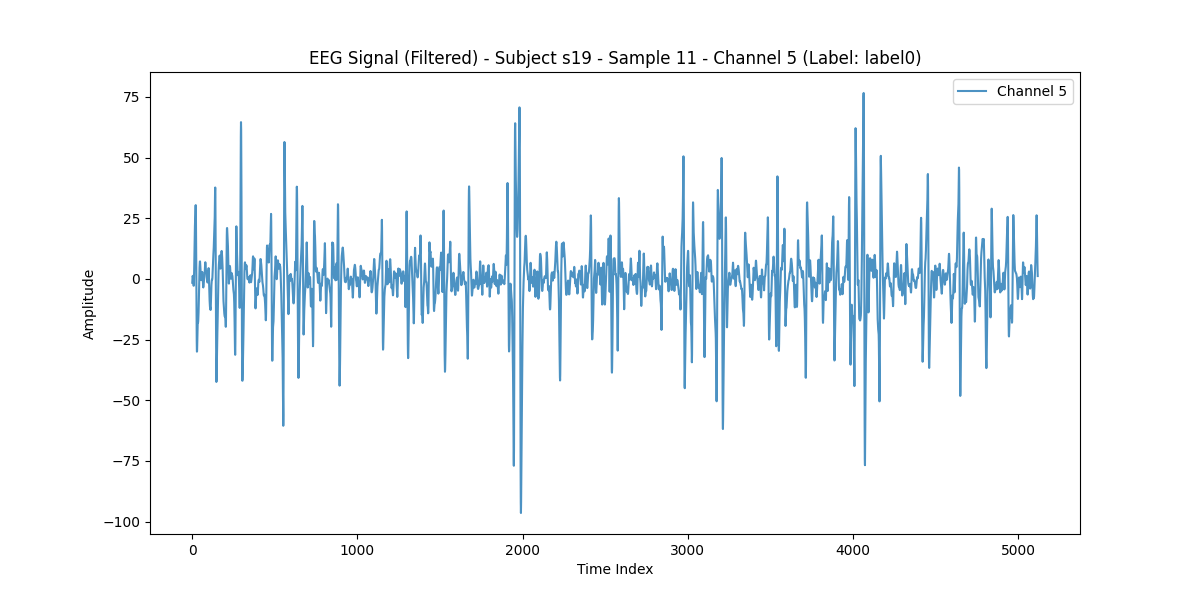 EEG Signal (Filtered) - Subject s19 - Sample 11 - Channel 5 (Label: label0)
Channel 5
75
50
25
0
−25
−50
−75
−100
Amplitude
0 1000 2000 3000 4000 5000
Time Index